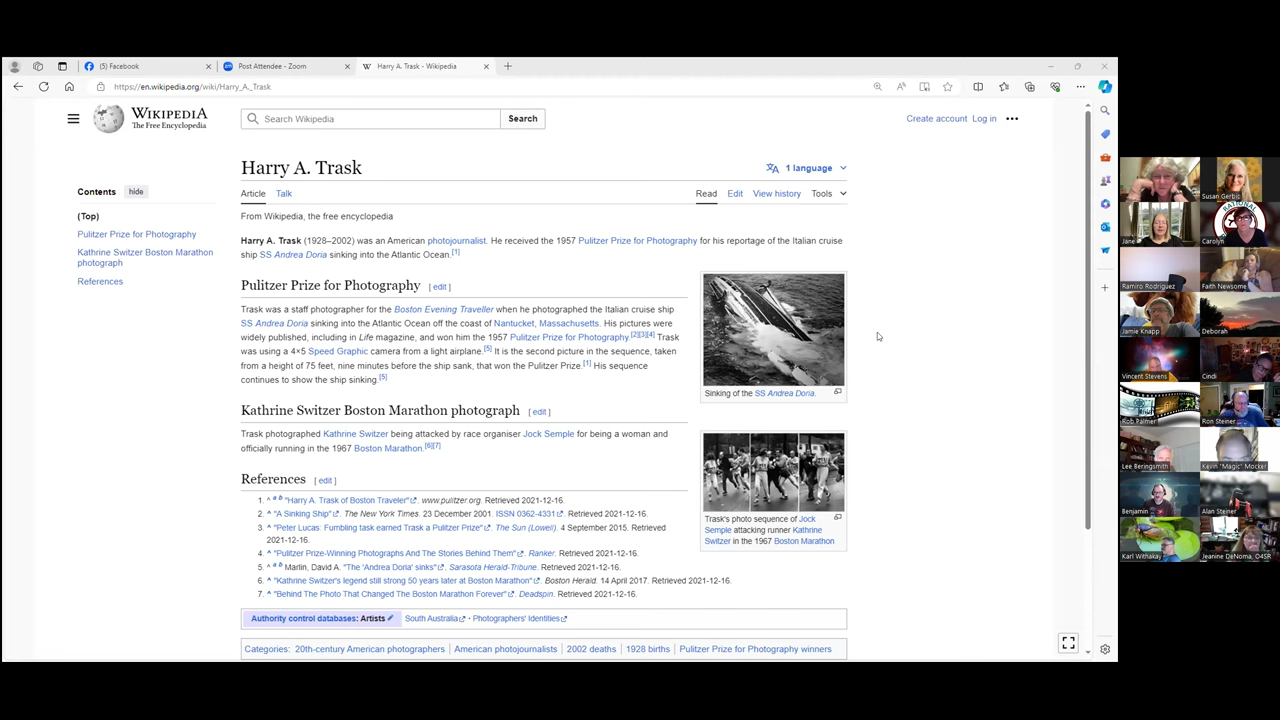 (5) Facebook
Post Attendee - Zoom
Harry A. Trask - Wikipedia
https://en.wikipedia.org/wiki/Harry_A._Trask
WIKIPEDIA
The Free Encyclopedia
Search Wikipedia
Search
Create account Log in
Harry A. Trask
1 language
Contents hide
Article Talk
Read Edit View history Tools
(Top)
Pulitzer Prize for Photography
Kathrine Switzer Boston Marathon
photograph
References
From Wikipedia, the free encyclopedia
Harry A. Trask (1928–2002) was an American photojournalist. He received the 1957 Pulitzer Prize for Photography for his reportage of the Italian cruise
ship SS Andrea Doria sinking into the Atlantic Ocean.[1]
Pulitzer Prize for Photography [ edit ]
Trask was a staff photographer for the Boston Evening Traveller when he photographed the Italian cruise ship
SS Andrea Doria sinking into the Atlantic Ocean off the coast of Nantucket, Massachusetts. His pictures were
widely published, including in Life magazine, and won him the 1957 Pulitzer Prize for Photography.[2][3][4] Trask
was using a 4×5 Speed Graphic camera from a light airplane.[5] It is the second picture in the sequence, taken
from a height of 75 feet, nine minutes before the ship sank, that won the Pulitzer Prize.[1] His sequence
continues to show the ship sinking.[5]
Sinking of the SS Andrea Doria.
Kathrine Switzer Boston Marathon photograph [ edit ]
Trask photographed Kathrine Switzer being attacked by race organiser Jock Semple for being a woman and
officially running in the 1967 Boston Marathon.[6][7]
Trask's photo sequence of Jock
Semple attacking runner Kathrine
Switzer in the 1967 Boston Marathon
References [ edit ]
1. ^ a b "Harry A. Trask of Boston Traveler". www.pulitzer.org. Retrieved 2021-12-16.
2. ^ "A Sinking Ship". The New York Times. 23 December 2001. ISSN 0362-4331. Retrieved 2021-12-16.
3. ^ "Peter Lucas: Fumbling task earned Trask a Pulitzer Prize". The Sun (Lowell). 4 September 2015. Retrieved
2021-12-16.
4. ^ "Pulitzer Prize-Winning Photographs And The Stories Behind Them". Ranker. Retrieved 2021-12-16.
5. ^ a b Marlin, David A. "The 'Andrea Doria' sinks". Sarasota Herald-Tribune. Retrieved 2021-12-16.
6. ^ "Kathrine Switzer's legend still strong 50 years later at Boston Marathon". Boston Herald. 14 April 2017. Retrieved 2021-12-16.
7. ^ "Behind The Photo That Changed The Boston Marathon Forever". Deadspin. Retrieved 2021-12-16.
Authority control databases: Artists South Australia · Photographers' Identities
Categories: 20th-century American photographers | American photojournalists | 2002 deaths | 1928 births | Pulitzer Prize for Photography winners
Susan Gerbic
Jane
Carolyn
Ramiro Rodriguez
Faith Newsome
Jamie Knapp
Deborah
Vincent Stevens
Cindi
Rob Palmer
Ron Steiner
Lee Beringsmith
Kevin "Magic" Mocker
Benjamin
Alan Steiner
Karl Withakay
Jeanine DeNoma, O4SR